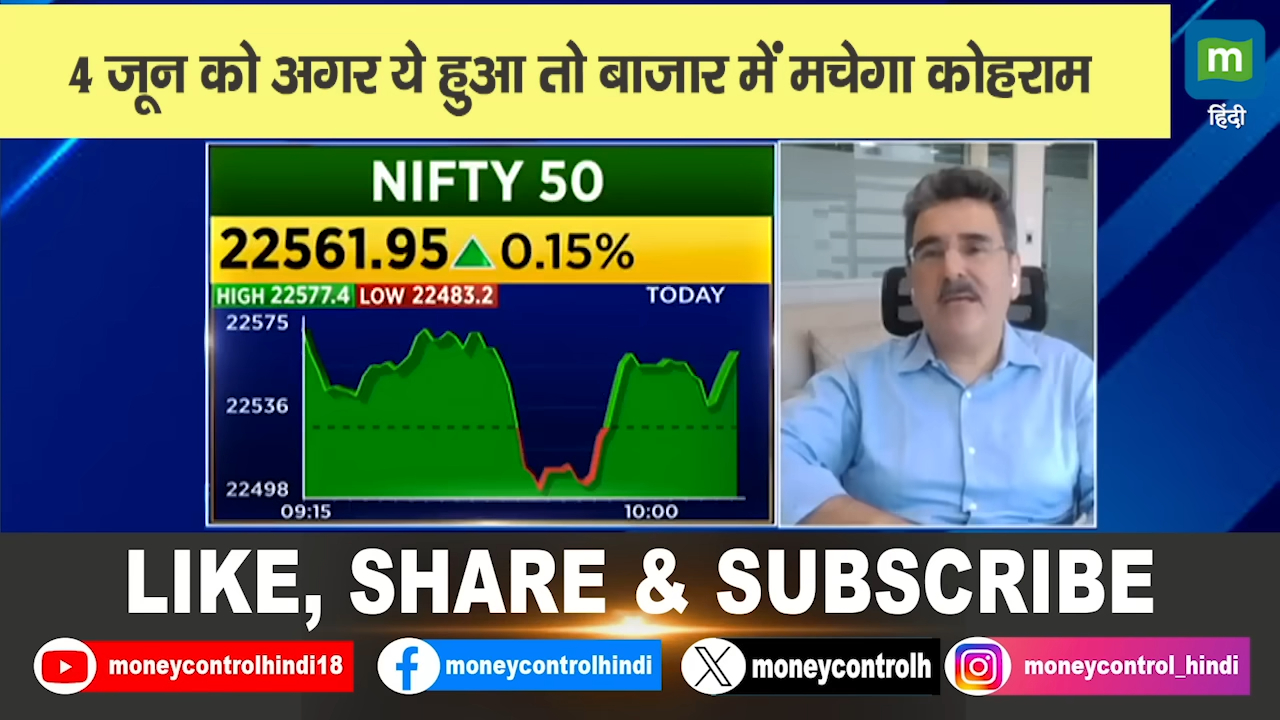 4 जून को अगर ये हुआ तो बाजार में मचेगा कोहराम
m
हिंदी
NIFTY 50
22561.95 0.15%
HIGH 22577.4 LOW 22483.2 TODAY
22575
22536
22498
09:15 10:00
LIKE, SHARE & SUBSCRIBE
moneycontrolhindi18 moneycontrolhindi moneycontrolh moneycontrol_hindi